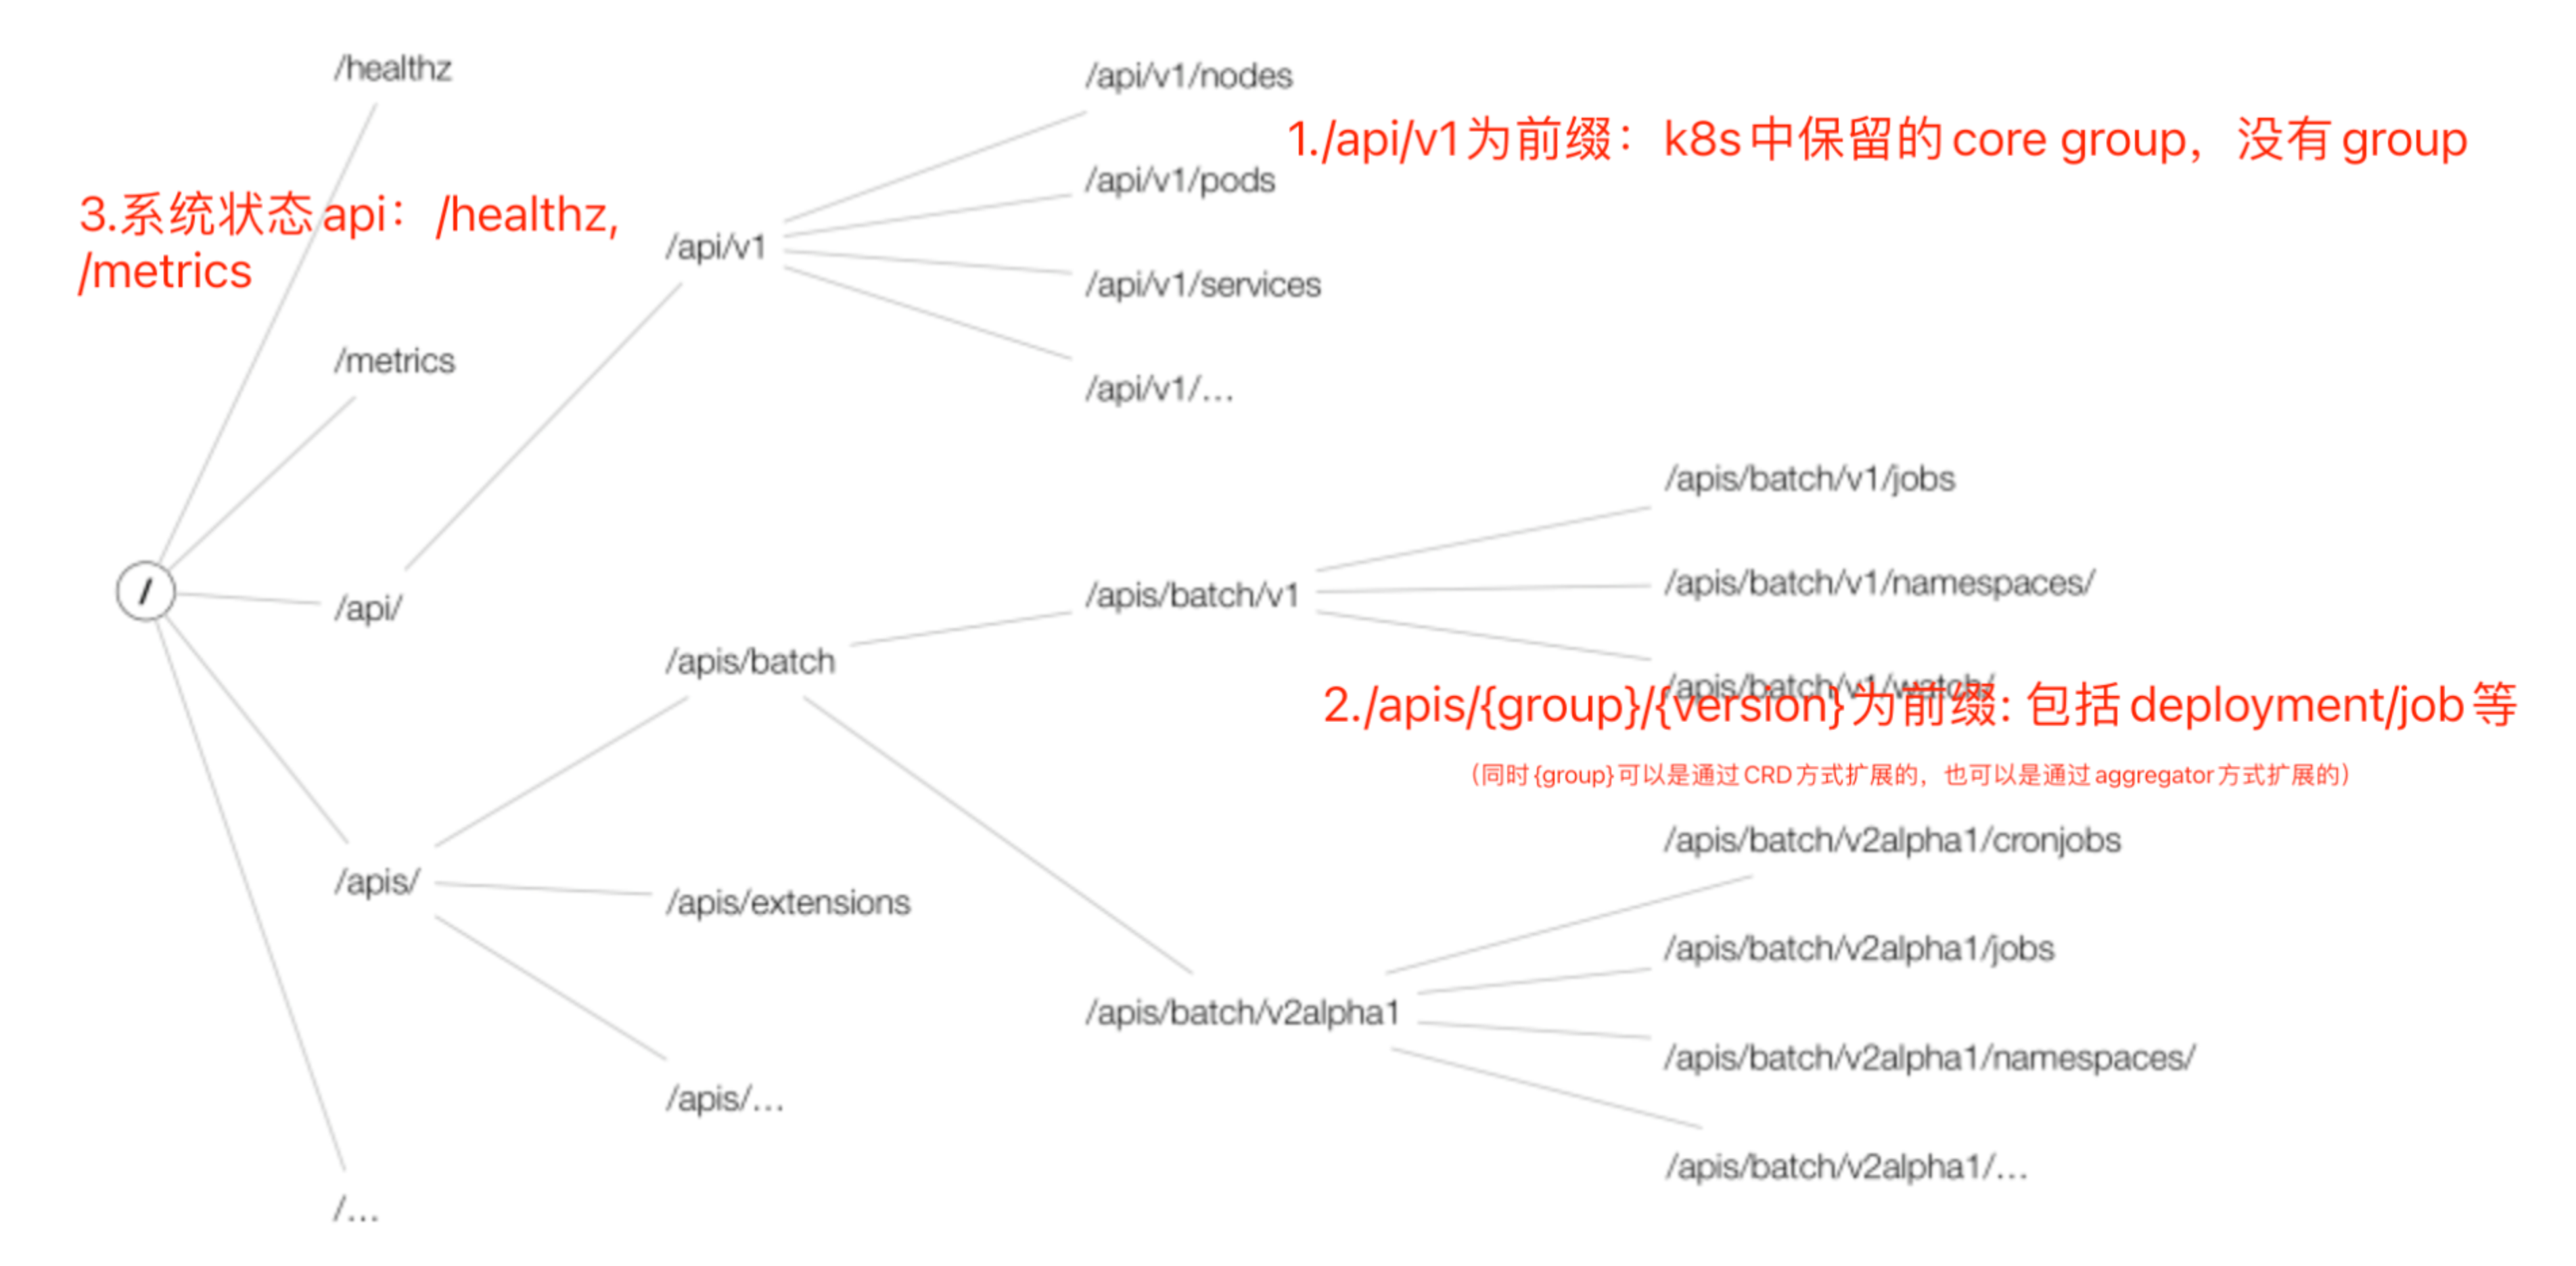 /healthz
/api/v1/nodes
1./api/v1为前缀：k8s中保留的core group，没有group
/api/v1/pods
3.系统状态api：/healthz,
/metrics
/api/v1
/api/v1/services
/metrics
/api/v1/...
/apis/batch/v1/jobs
/apis/batch/v1/namespaces/
/apis/batch/v1
/
/api/
/apis/batch
/apis/batch/v1/watch/
2./apis/{group}/{version}为前缀: 包括deployment/job等
（同时{group}可以是通过CRD方式扩展的，也可以是通过aggregator方式扩展的）
/apis/batch/v2alpha1/cronjobs
/apis/
/apis/extensions
/apis/batch/v2alpha1/jobs
/apis/batch/v2alpha1
/apis/batch/v2alpha1/namespaces/
/apis/...
/apis/batch/v2alpha1/...
/...